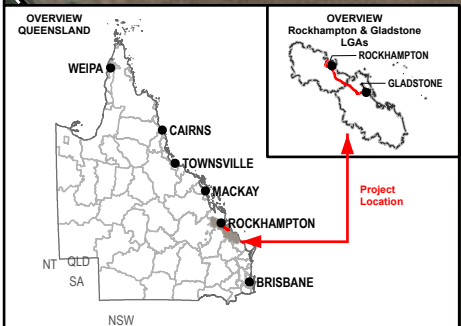 OVERVIEW
QUEENSLAND
WEIPA
CAIRNS
TOWNSVILLE
MACKAY
ROCKHAMPTON
BRISBANE
NT
QLD
SA
NSW
OVERVIEW
Rockhampton & Gladstone
LGAs
ROCKHAMPTON
GLADSTONE
Project
Location